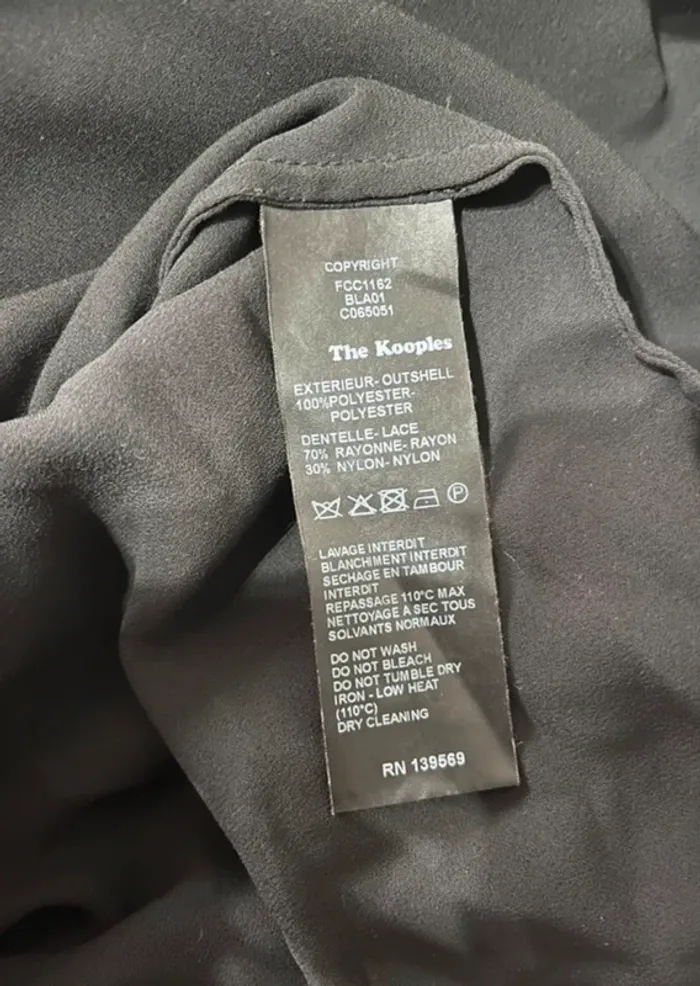 COPYRIGHT
FCC1162
BLA01
C065051
The Kooples
EXTERIEUR- OUTSHELL
100%POLYESTER-
POLYESTER
DENTELLE- LACE
70% RAYONNE- RAYON
30% NYLON- NYLON
P
LAVAGE INTERDIT
BLANCHIMENT INTERDIT
SECHAGE EN TAMBOUR
INTERDIT
REPASSAGE 110°C MAX
NETTOYAGE A SEC TOUS
SOLVANTS NORMAUX
DO NOT WASH
DO NOT BLEACH
DO NOT TUMBLE DRY
IRON - LOW HEAT
(110°C)
DRY CLEANING
RN 139569